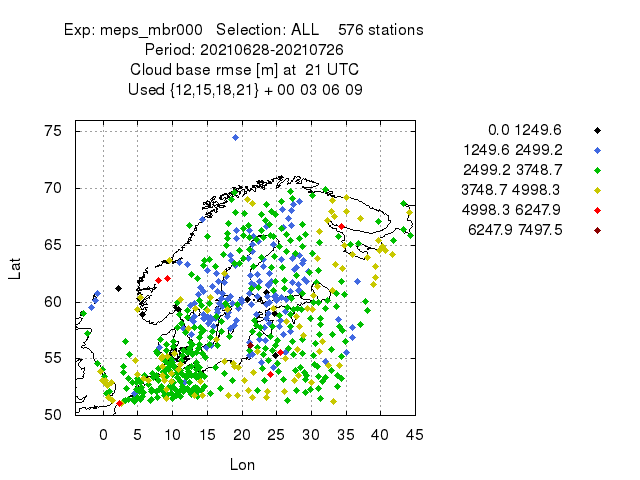 Exp: meps_mbr000   Selection: ALL    576 stations
Period: 20210628-20210726
Cloud base rmse [m] at  21 UTC
Used {12,15,18,21} + 00 03 06 09
0.0 1249.6
1249.6 2499.2
2499.2 3748.7
3748.7 4998.3
4998.3 6247.9
6247.9 7497.5
75
70
65
60
55
50
Lat
0 5 10 15 20 25 30 35 40 45
Lon